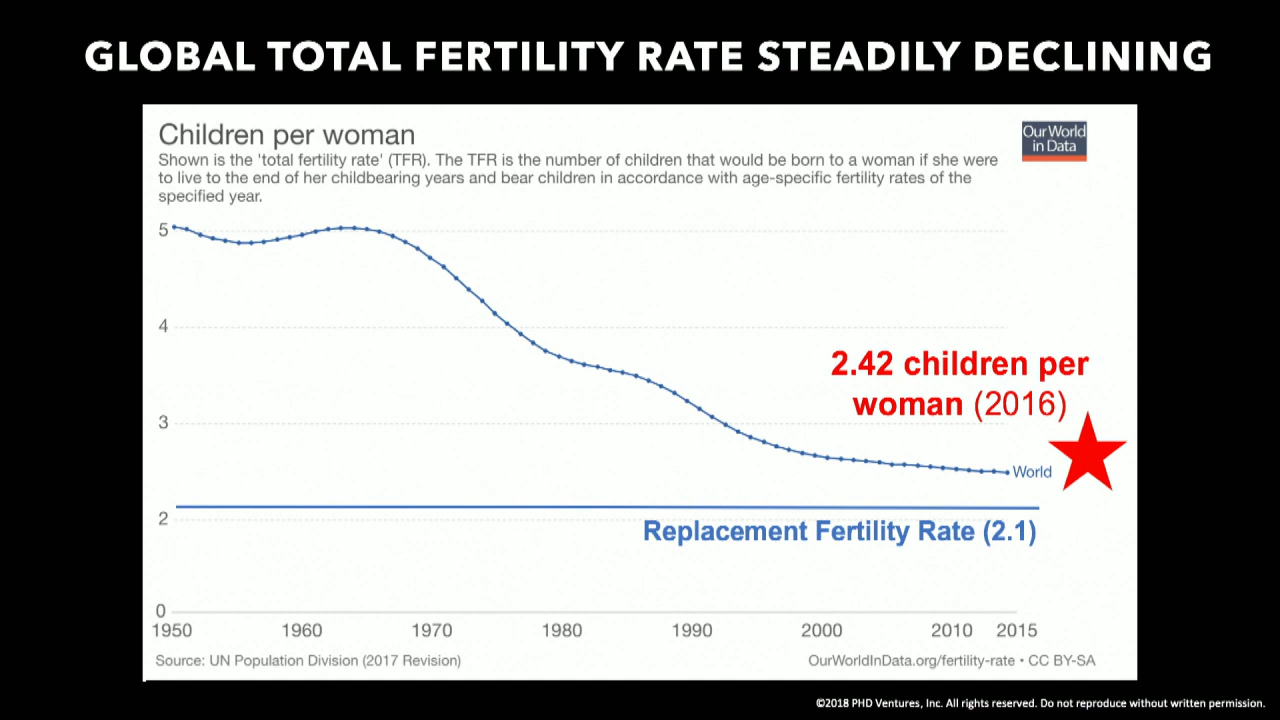 GLOBAL TOTAL FERTILITY RATE STEADILY DECLINING
Children per woman
Our World
in Data
Shown is the 'total fertility rate' (TFR). The TFR is the number of children that would be born to a woman if she were
to live to the end of her childbearing years and bear children in accordance with age-specific fertility rates of the
specified year.
5
4
2.42 children per
woman (2016)
3
World
2
Replacement Fertility Rate (2.1)
0
1950 1960 1970 1980 1990 2000 2010 2015
Source: UN Population Division (2017 Revision)
OurWorldInData.org/fertility-rate • CC BY-SA
©2018 PHD Ventures, Inc. All rights reserved. Do not reproduce without written permission.